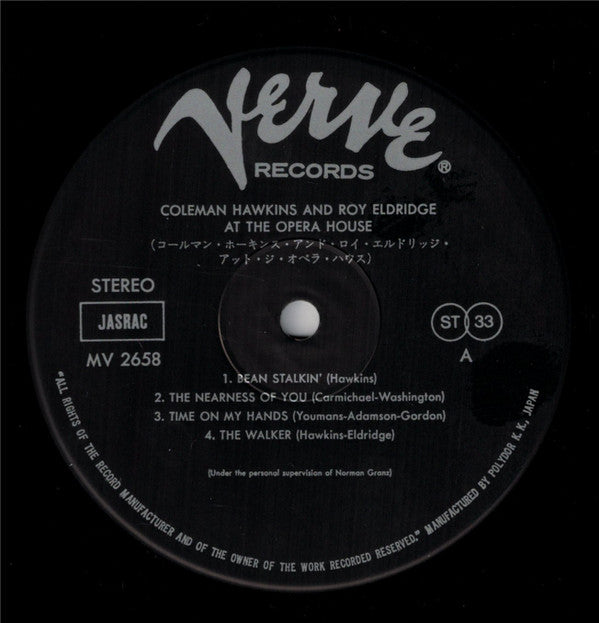 Verve
RECORDS ®
COLEMAN HAWKINS AND ROY ELDRIDGE
AT THE OPERA HOUSE
(コールマン・ホーキンス・アンド・ロイ・エルドリッジ・
アット・ジ・オペラ・ハウス)
STEREO
JASRAC
MV 2658
ST 33
A
1. BEAN STALKIN' (Hawkins)
2. THE NEARNESS OF YOU (Carmichael-Washington)
3. TIME ON MY HANDS (Youmans-Adamson-Gordon)
4. THE WALKER (Hawkins-Eldridge)
(Under the personal supervision of Norman Granz)
"ALL RIGHTS OF THE RECORD MANUFACTURER AND OF THE OWNER OF THE WORK RECORDED RESERVED." MANUFACTURED BY POLYDOR K. K., JAPAN